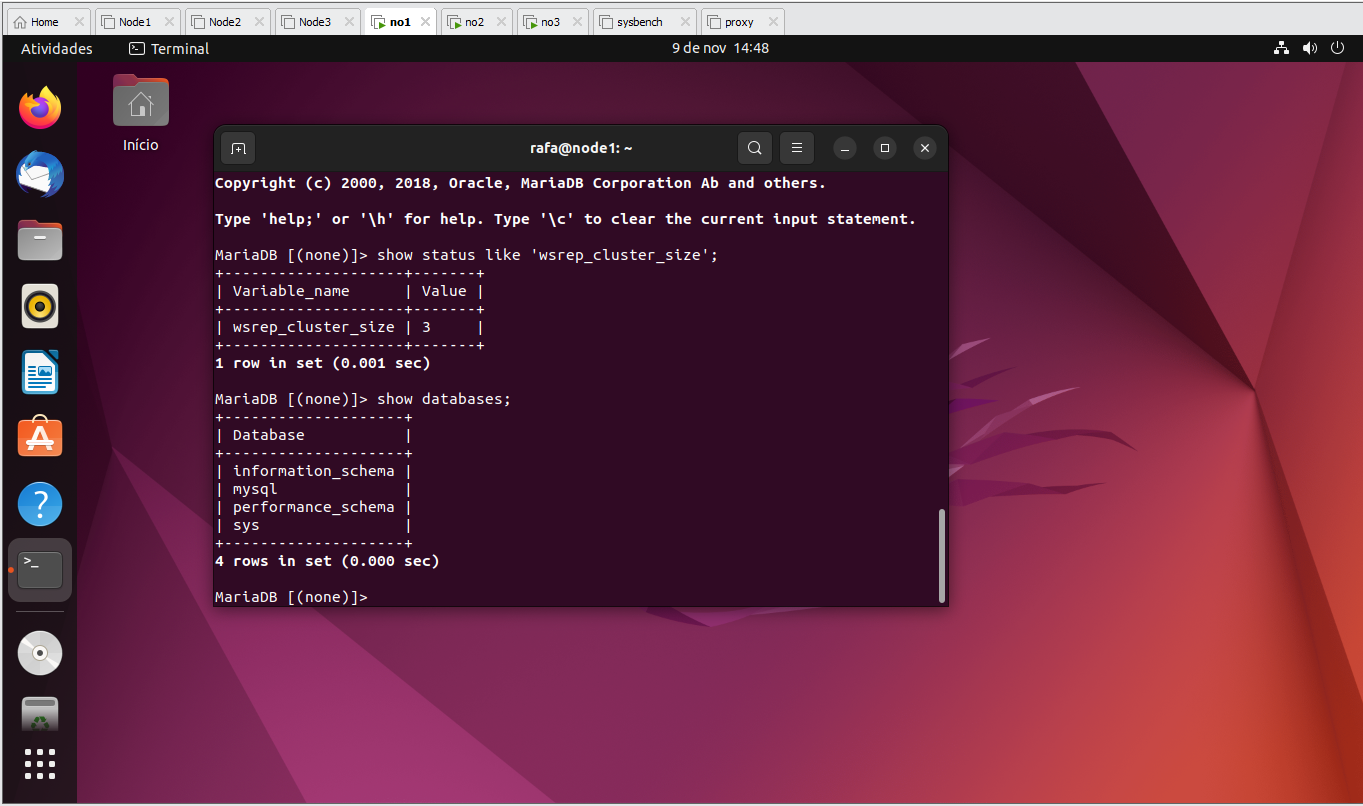 Home
Node1
Node2
Node3
no1
no2
no3
sysbench
proxy
Atividades
Terminal
9 de nov 14:48
Início
rafa@node1: ~
Copyright (c) 2000, 2018, Oracle, MariaDB Corporation Ab and others.
Type 'help;' or '\h' for help. Type '\c' to clear the current input statement.
MariaDB [(none)]> show status like 'wsrep_cluster_size';
+--------------------+-------+
| Variable_name      | Value |
+--------------------+-------+
| wsrep_cluster_size | 3     |
+--------------------+-------+
1 row in set (0.001 sec)
MariaDB [(none)]> show databases;
+--------------------+
| Database           |
+--------------------+
| information_schema |
| mysql              |
| performance_schema |
| sys                |
+--------------------+
4 rows in set (0.000 sec)
MariaDB [(none)]>